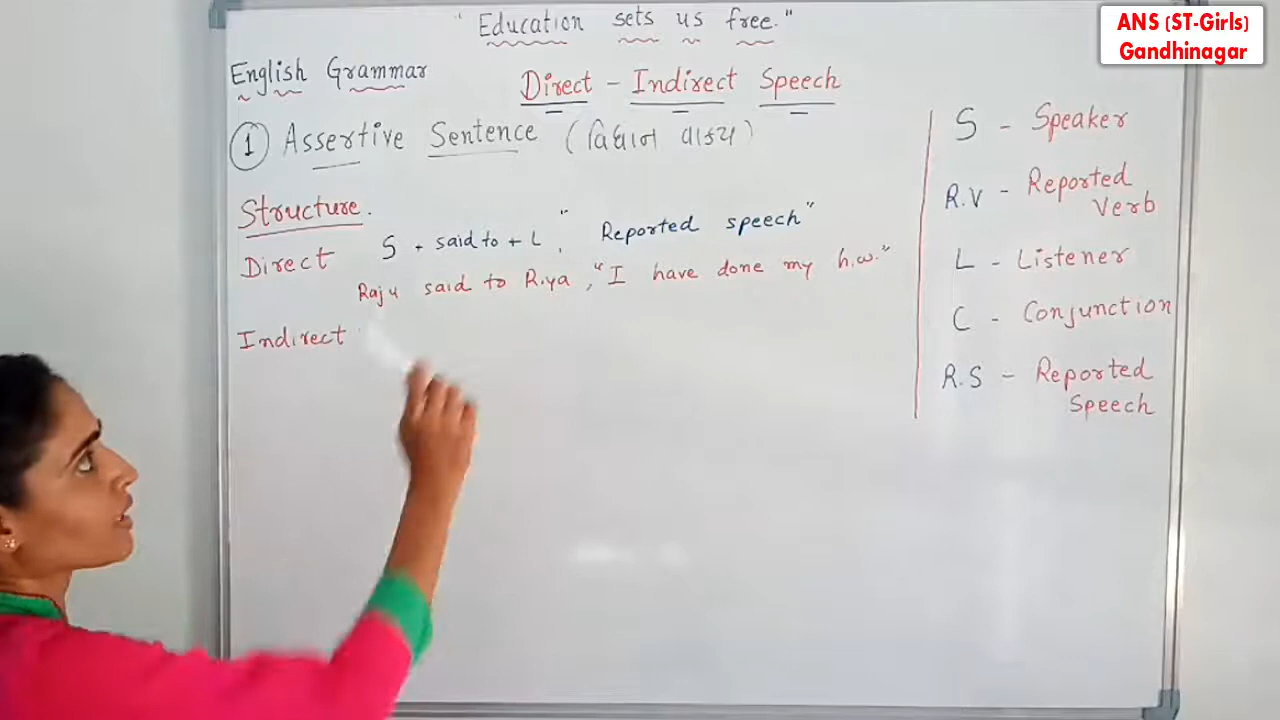 "Education sets us free."
English Grammar
Direct - Indirect Speech
① Assertive Sentence (વિધાન વાક્ય)
Structure.
Direct S + said to + L, "Reported speech"
Raju said to Riya, "I have done my h.w."
Indirect
S - Speaker
R.V - Reported
Verb
L - Listener
C - Conjunction
R.S - Reported
Speech
ANS (ST-Girls)
Gandhinagar